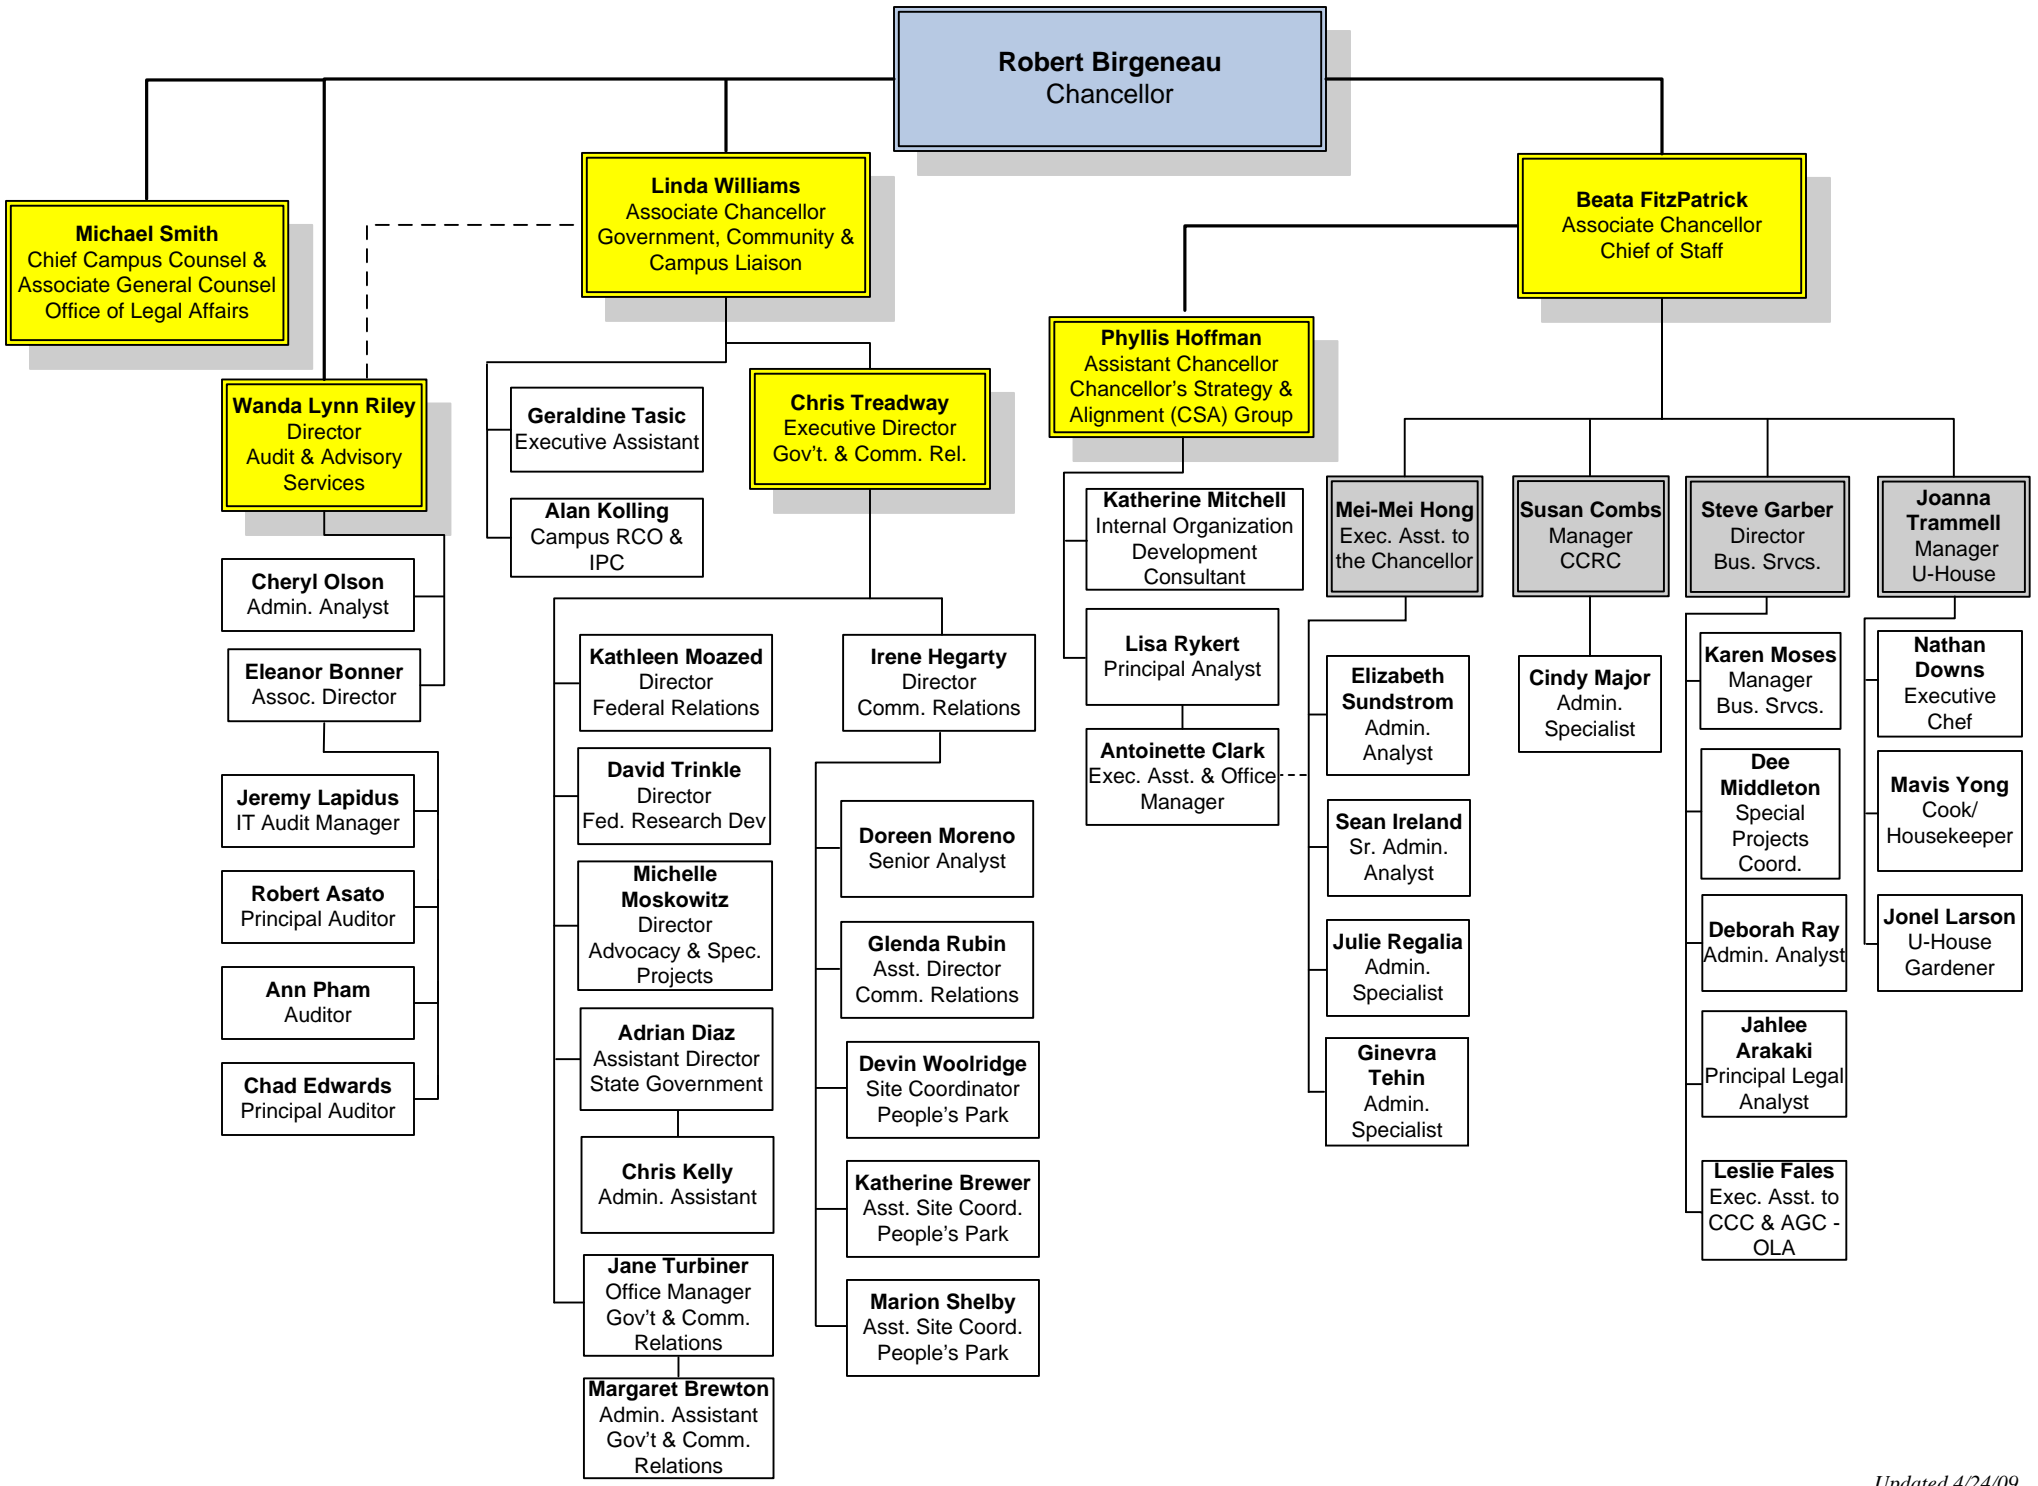 Robert Birgeneau
Chancellor
Michael Smith
Chief Campus Counsel &
Associate General Counsel
Office of Legal Affairs
Linda Williams
Associate Chancellor
Government, Community &
Campus Liaison
Beata FitzPatrick
Associate Chancellor
Chief of Staff
Wanda Lynn Riley
Director
Audit & Advisory
Services
Cheryl Olson
Admin. Analyst
Eleanor Bonner
Assoc. Director
Jeremy Lapidus
IT Audit Manager
Robert Asato
Principal Auditor
Ann Pham
Auditor
Chad Edwards
Principal Auditor
Geraldine Tasic
Executive Assistant
Alan Kolling
Campus RCO &
IPC
Chris Treadway
Executive Director
Gov't. & Comm. Rel.
Kathleen Moazed
Director
Federal Relations
David Trinkle
Director
Fed. Research Dev
Michelle
Moskowitz
Director
Advocacy & Spec.
Projects
Adrian Diaz
Assistant Director
State Government
Chris Kelly
Admin. Assistant
Jane Turbiner
Office Manager
Gov't & Comm.
Relations
Margaret Brewton
Admin. Assistant
Gov't & Comm.
Relations
Irene Hegarty
Director
Comm. Relations
Doreen Moreno
Senior Analyst
Glenda Rubin
Asst. Director
Comm. Relations
Devin Woolridge
Site Coordinator
People's Park
Katherine Brewer
Asst. Site Coord.
People's Park
Marion Shelby
Asst. Site Coord.
People's Park
Phyllis Hoffman
Assistant Chancellor
Chancellor's Strategy &
Alignment (CSA) Group
Katherine Mitchell
Internal Organization
Development
Consultant
Lisa Rykert
Principal Analyst
Antoinette Clark
Exec. Asst. & Office
Manager
Mei-Mei Hong
Exec. Asst. to
the Chancellor
Elizabeth
Sundstrom
Admin.
Analyst
Sean Ireland
Sr. Admin.
Analyst
Julie Regalia
Admin.
Specialist
Ginevra
Tehin
Admin.
Specialist
Susan Combs
Manager
CCRC
Cindy Major
Admin.
Specialist
Steve Garber
Director
Bus. Srvcs.
Karen Moses
Manager
Bus. Srvcs.
Dee
Middleton
Special
Projects
Coord.
Deborah Ray
Admin. Analyst
Jahlee
Arakaki
Principal Legal
Analyst
Leslie Fales
Exec. Asst. to
CCC & AGC -
OLA
Joanna
Trammell
Manager
U-House
Nathan
Downs
Executive
Chef
Mavis Yong
Cook/
Housekeeper
Jonel Larson
U-House
Gardener
Updated 4/24/09